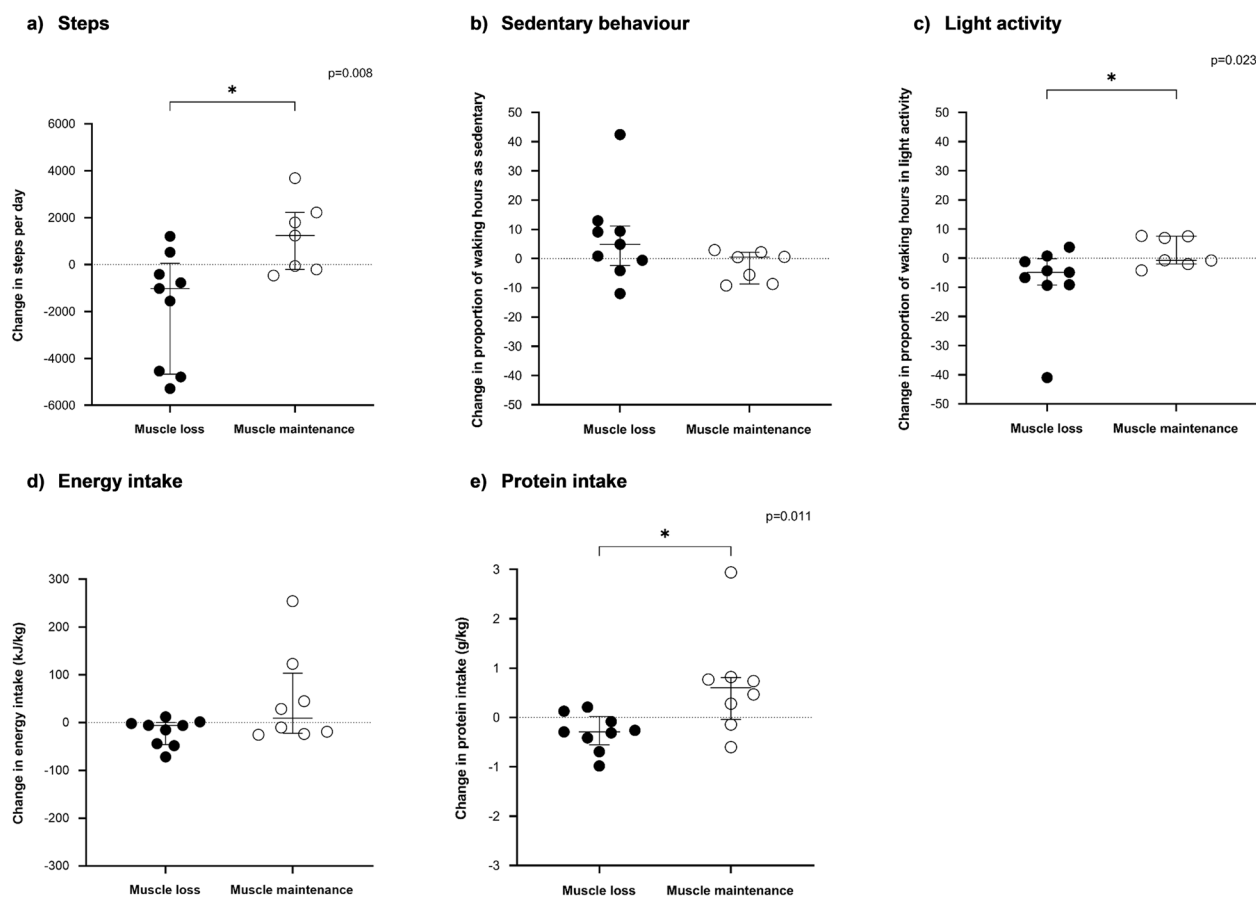 a) Steps
p=0.008
*
Change in steps per day
6000
4000
2000
0
-2000
-4000
-6000
Muscle loss
Muscle maintenance
b) Sedentary behaviour
Change in proportion of waking hours as sedentary
50
40
30
20
10
0
-10
-20
-30
-40
-50
Muscle loss
Muscle maintenance
c) Light activity
p=0.023
*
Change in proportion of waking hours in light activity
50
40
30
20
10
0
-10
-20
-30
-40
-50
Muscle loss
Muscle maintenance
d) Energy intake
Change in energy intake (kJ/kg)
300
200
100
0
-100
-200
-300
Muscle loss
Muscle maintenance
e) Protein intake
p=0.011
*
Change in protein intake (g/kg)
3
2
1
0
-1
-2
-3
Muscle loss
Muscle maintenance